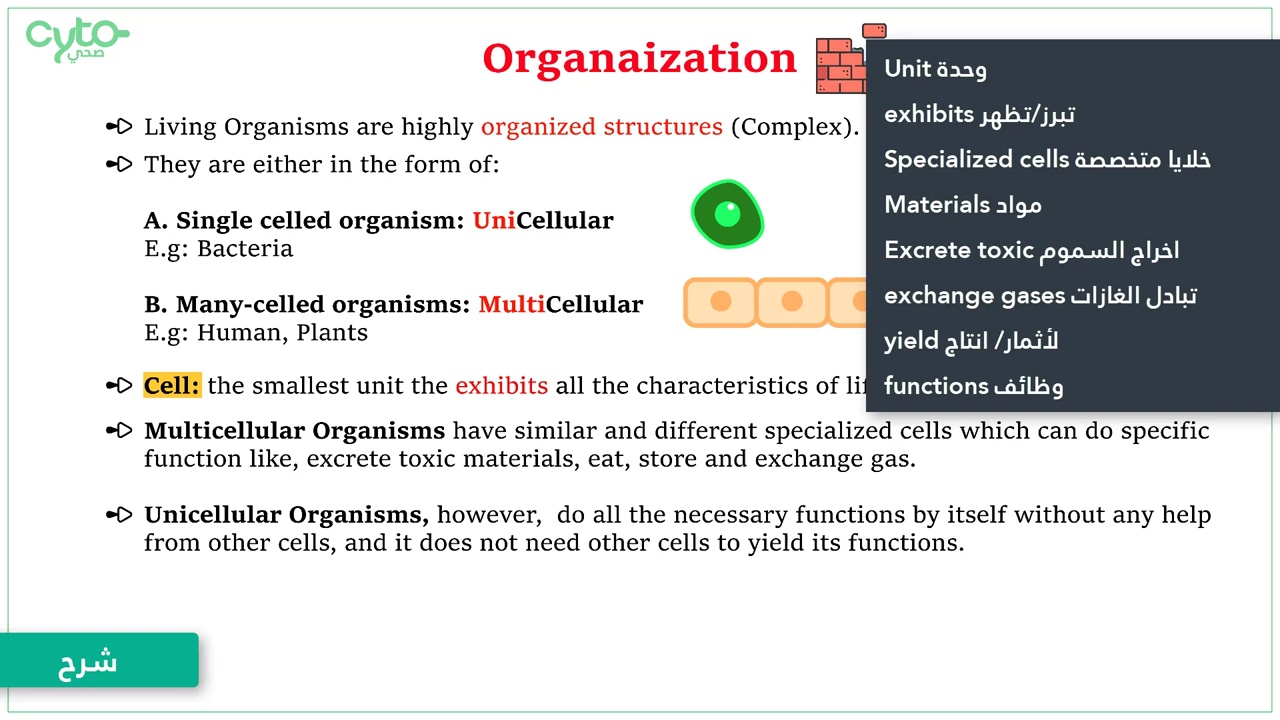 cyto
صحي
Organaization
Living Organisms are highly organized structures (Complex).
They are either in the form of:
A. Single celled organism: UniCellular
E.g: Bacteria
B. Many-celled organisms: MultiCellular
E.g: Human, Plants
Cell: the smallest unit the exhibits all the characteristics of
Multicellular Organisms have similar and different specialized cells which can do specific
function like, excrete toxic materials, eat, store and exchange gas.
Unicellular Organisms, however, do all the necessary functions by itself without any help
from other cells, and it does not need other cells to yield its functions.
Unit وحدة
exhibits تبرز/تظهر
Specialized cells خلايا متخصصة
Materials مواد
Excrete toxic اخراج السموم
exchange gases تبادل الغازات
yield لأثمار/ انتاج
functions وظائف
شرح